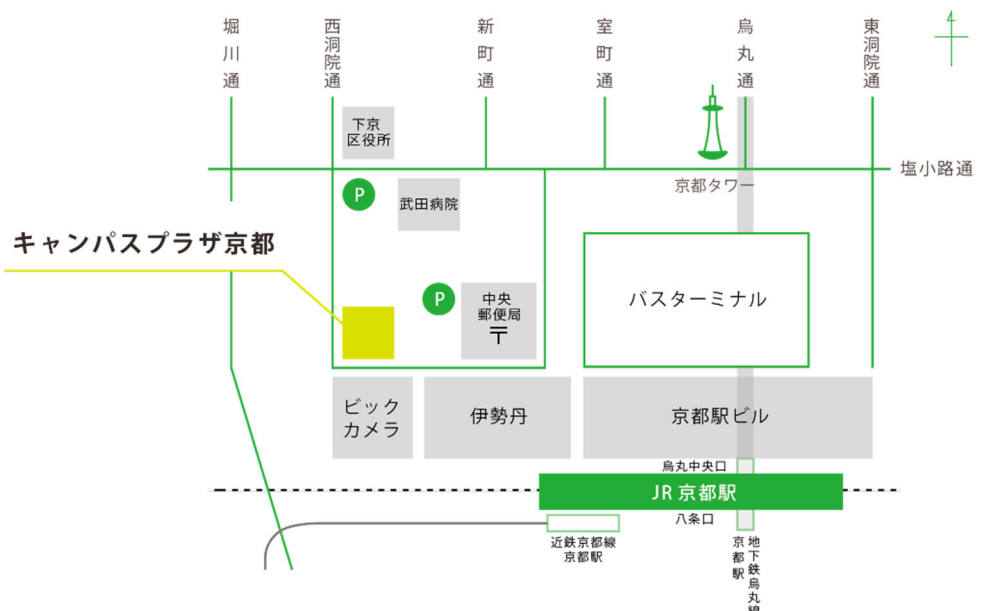 堀川通
西洞院通
新町通
室町通
烏丸通
東洞院通
下京
区役所
塩小路通
P
武田病院
京都タワー
キャンパスプラザ京都
P
中央
郵便局
〒
バスターミナル
ビック
カメラ
伊勢丹
京都駅ビル
烏丸中央口
JR 京都駅
八条口
近鉄京都線
京都駅
地下鉄烏丸線
京都駅